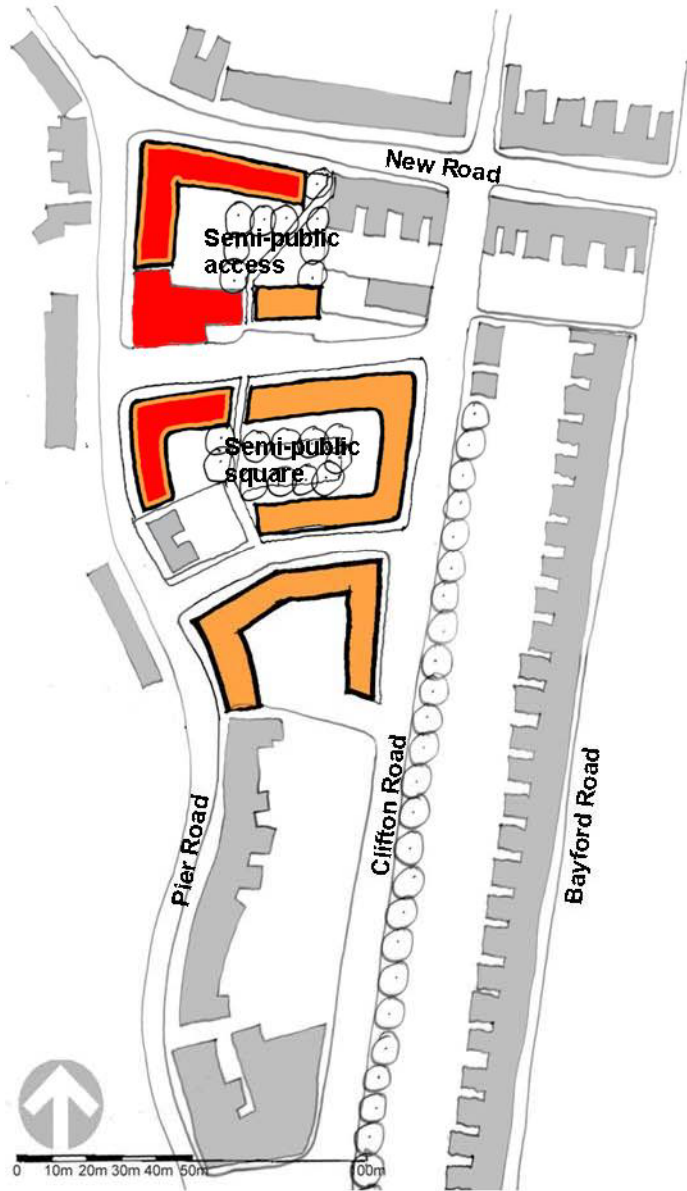 New Road
Semi-public
access
Semi-public
square
Pier Road
Clifton Road
Bayford Road
0 10m 20m 30m 40m 50m 00m